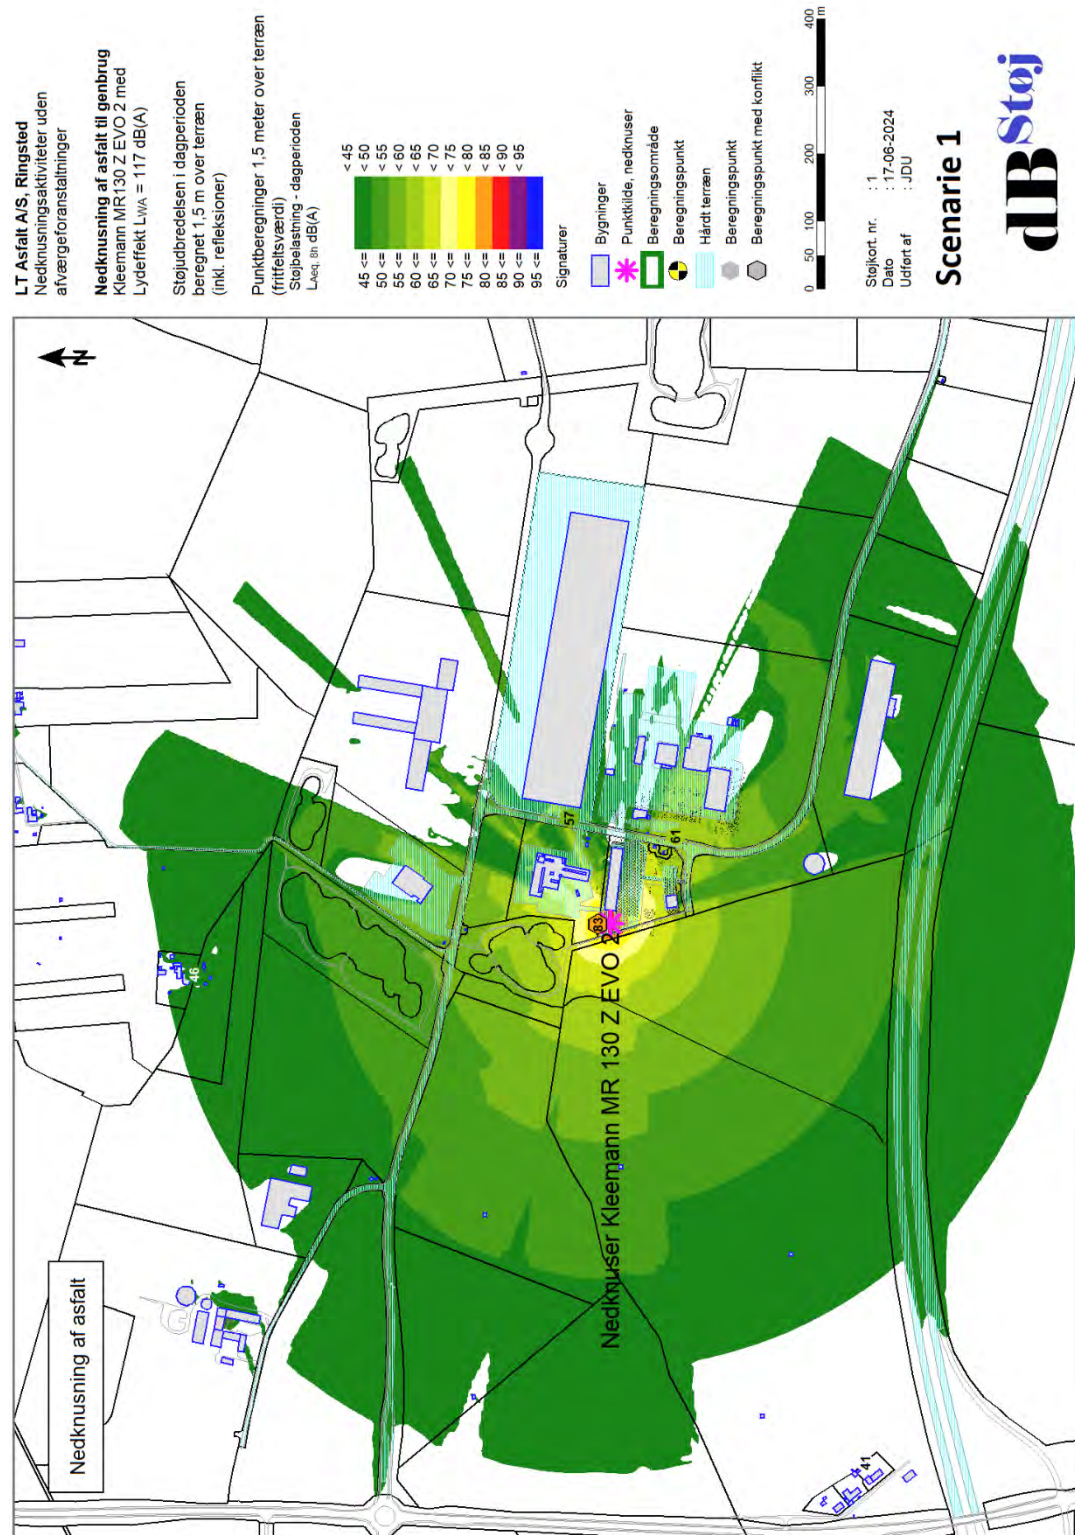 LT Asfalt A/S, Ringsted
Nedknusningsaktiviteter uden
afværgeforanstaltninger
Nedknusning af asfalt til genbrug
Kleemann MR130 Z EVO 2 med
Lydeffekt LWA = 117 dB(A)
Støjudbredelsen i dagperioden
beregnet 1,5 m over terræn
(inkl. refleksioner)
Punktberegninger 1,5 meter over terræn
(fritfeltsværdi)
Støjbelastning - dagperioden
LAeq, 8h dB(A)
< 45
45 <= < 50
50 <= < 55
55 <= < 60
60 <= < 65
65 <= < 70
70 <= < 75
75 <= < 80
80 <= < 85
85 <= < 90
90 <= < 95
95 <=
Signaturer
Bygninger
Punktkilde, nedknuser
Beregningsområde
Beregningspunkt
Hårdt terræn
Beregningspunkt
Beregningspunkt med konflikt
0 50 100 200 300 400
m
Støjkort. nr. : 1
Dato : 17-06-2024
Udført af : JDU
Scenarie 1
dB Støj
Nedknusning af asfalt
N
46
57
61
83
41
Nedknuser Kleemann MR 130 Z EVO 2